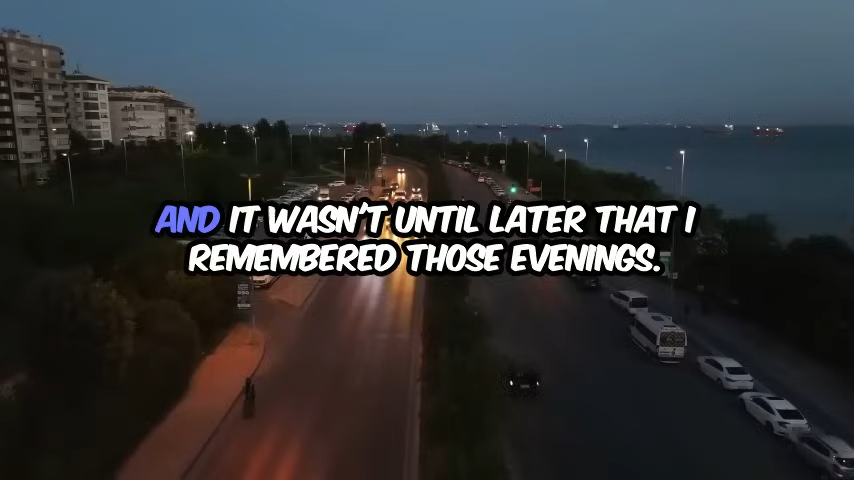 AND IT WASN'T UNTIL LATER THAT I
REMEMBERED THOSE EVENINGS.